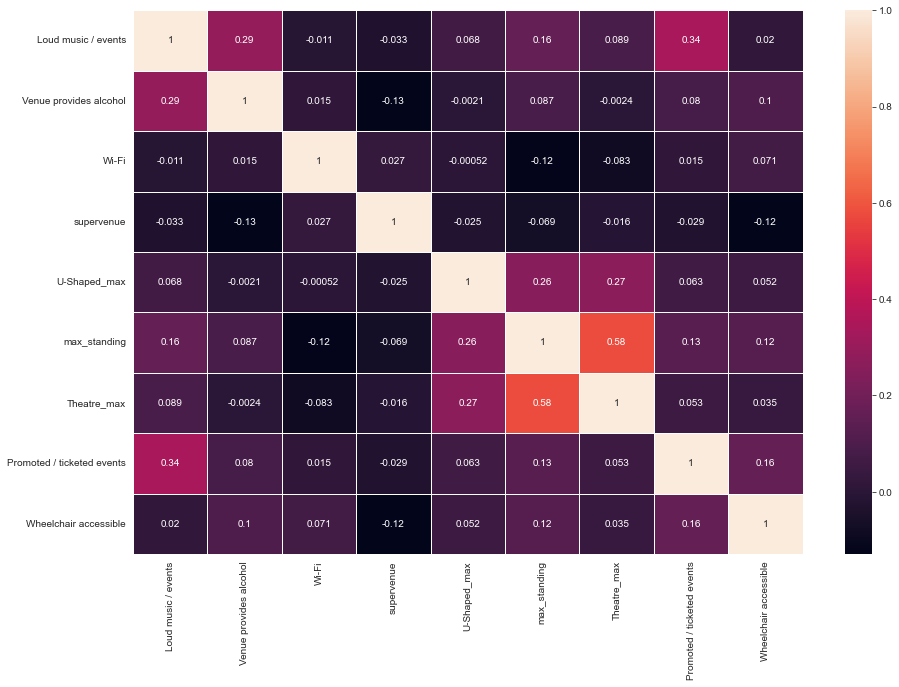 Loud music / events 1 0.29 -0.011 -0.033 0.068 0.16 0.089 0.34 0.02
Venue provides alcohol 0.29 1 0.015 -0.13 -0.0021 0.087 -0.0024 0.08 0.1
Wi-Fi -0.011 0.015 1 0.027 -0.00052 -0.12 -0.083 0.015 0.071
supervenue -0.033 -0.13 0.027 1 -0.025 -0.069 -0.016 -0.029 -0.12
U-Shaped_max 0.068 -0.0021 -0.00052 -0.025 1 0.26 0.27 0.063 0.052
max_standing 0.16 0.087 -0.12 -0.069 0.26 1 0.58 0.13 0.12
Theatre_max 0.089 -0.0024 -0.083 -0.016 0.27 0.58 1 0.053 0.035
Promoted / ticketed events 0.34 0.08 0.015 -0.029 0.063 0.13 0.053 1 0.16
Wheelchair accessible 0.02 0.1 0.071 -0.12 0.052 0.12 0.035 0.16 1
Loud music / events
Venue provides alcohol
Wi-Fi
supervenue
U-Shaped_max
max_standing
Theatre_max
Promoted / ticketed events
Wheelchair accessible
1.0
0.8
0.6
0.4
0.2
0.0